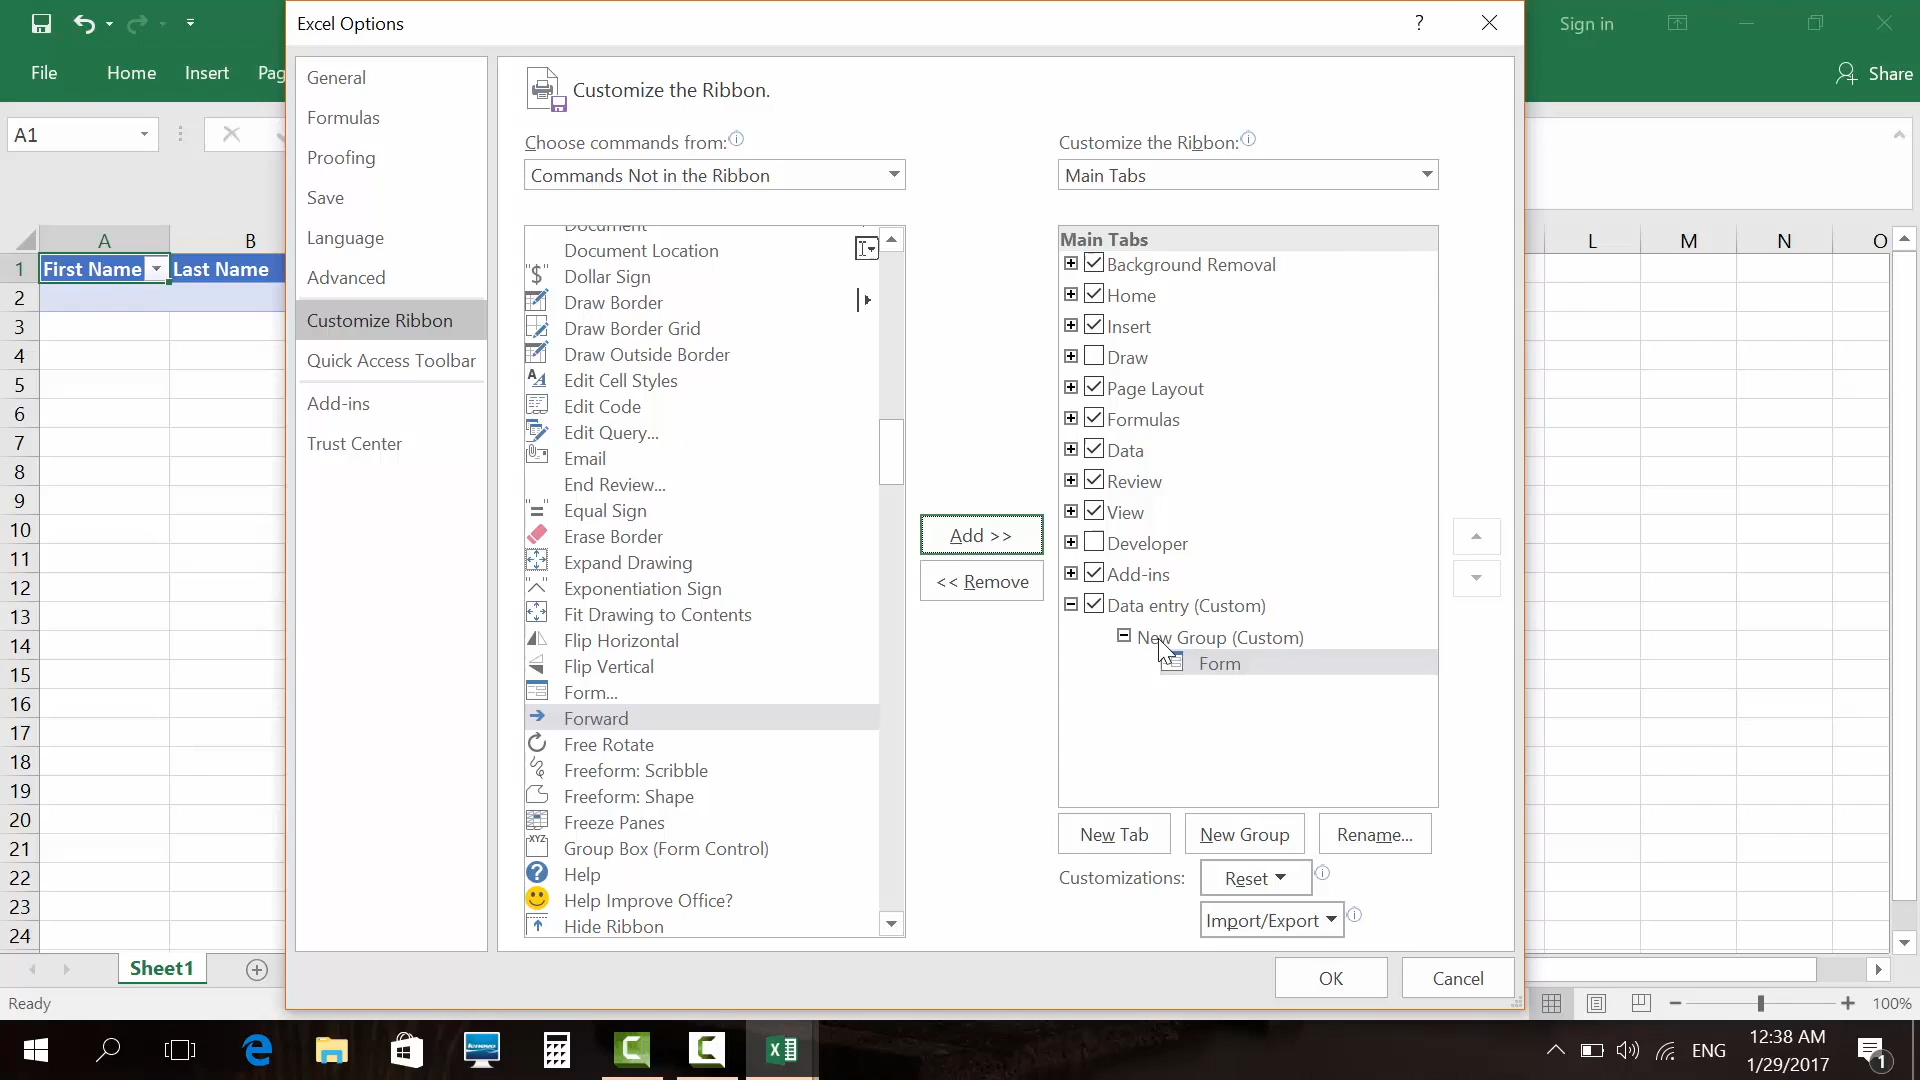 Excel Options
?
Sign in
File
Home
Insert
Pag
Share
A1
General
Formulas
Proofing
Save
Language
Advanced
Customize Ribbon
Quick Access Toolbar
Add-ins
Trust Center
Customize the Ribbon.
Choose commands from:
Commands Not in the Ribbon
Document
Document Location
Dollar Sign
Draw Border
Draw Border Grid
Draw Outside Border
Edit Cell Styles
Edit Code
Edit Query...
Email
End Review...
Equal Sign
Erase Border
Expand Drawing
Exponentiation Sign
Fit Drawing to Contents
Flip Horizontal
Flip Vertical
Form...
Forward
Free Rotate
Freeform: Scribble
Freeform: Shape
Freeze Panes
Group Box (Form Control)
Help
Help Improve Office?
Hide Ribbon
Add >>
<< Remove
Customize the Ribbon:
Main Tabs
Main Tabs
Background Removal
Home
Insert
Draw
Page Layout
Formulas
Data
Review
View
Developer
Add-ins
Data entry (Custom)
New Group (Custom)
Form
New Tab
New Group
Rename...
Customizations:
Reset
Import/Export
OK
Cancel
A
B
L
M
N
O
1
First Name
Last Name
2
3
4
5
6
7
8
9
10
11
12
13
14
15
16
17
18
19
20
21
22
23
24
Sheet1
Ready
100%
ENG
12:38 AM
1/29/2017
1